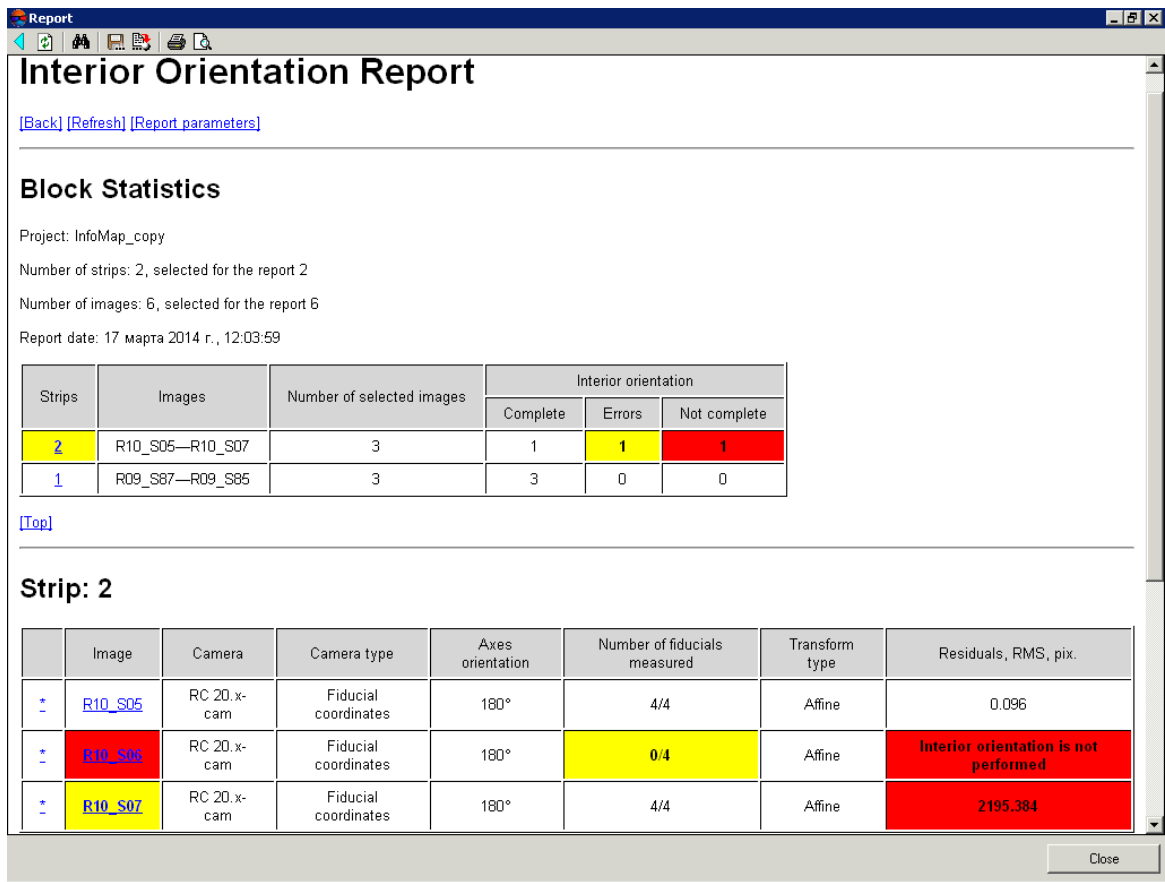 Report
Interior Orientation Report
[Back] [Refresh] [Report parameters]
Block Statistics
Project: InfoMap_copy
Number of strips: 2, selected for the report 2
Number of images: 6, selected for the report 6
Report date: 17 марта 2014 г., 12:03:59
Strips Images Number of selected images Interior orientation
Complete Errors Not complete
2 R10_S05—R10_S07 3 1 1 1
1 R09_S87—R09_S85 3 3 0 0
[Top]
Strip: 2
Image Camera Camera type Axes orientation Number of fiducials measured Transform type Residuals, RMS, pix.
* R10_S05 RC 20.x-cam Fiducial coordinates 180° 4/4 Affine 0.096
* R10_S06 RC 20.x-cam Fiducial coordinates 180° 0/4 Affine Interior orientation is not performed
* R10_S07 RC 20.x-cam Fiducial coordinates 180° 4/4 Affine 2195.384
Close